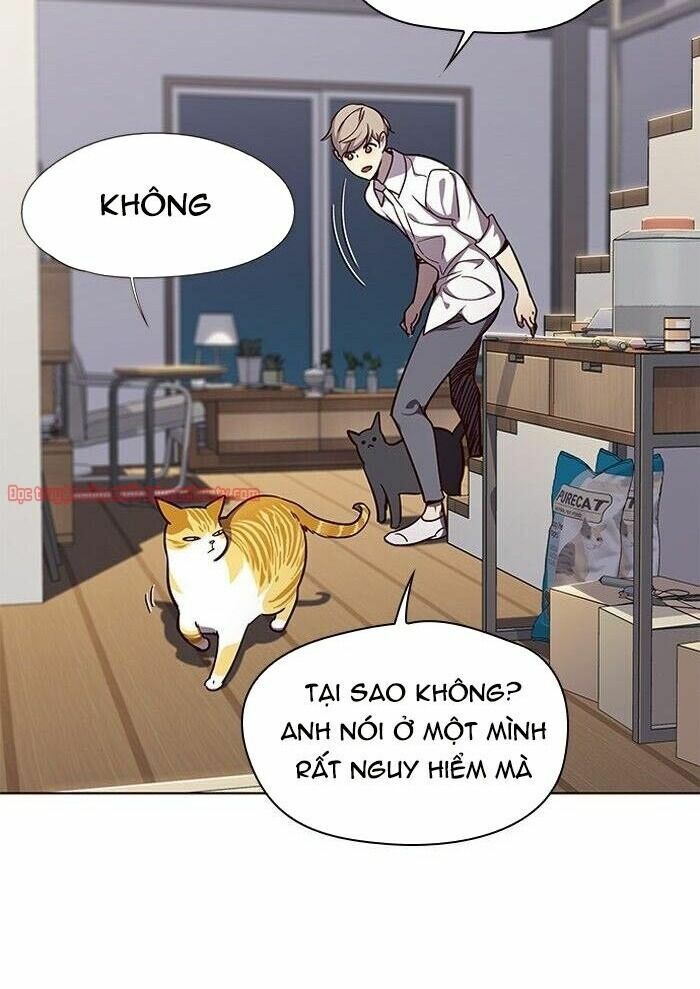 KHÔNG
PURECAT
TẠI SAO KHÔNG?
ANH NÓI Ở MỘT MÌNH
RẤT NGUY HIỂM MÀ